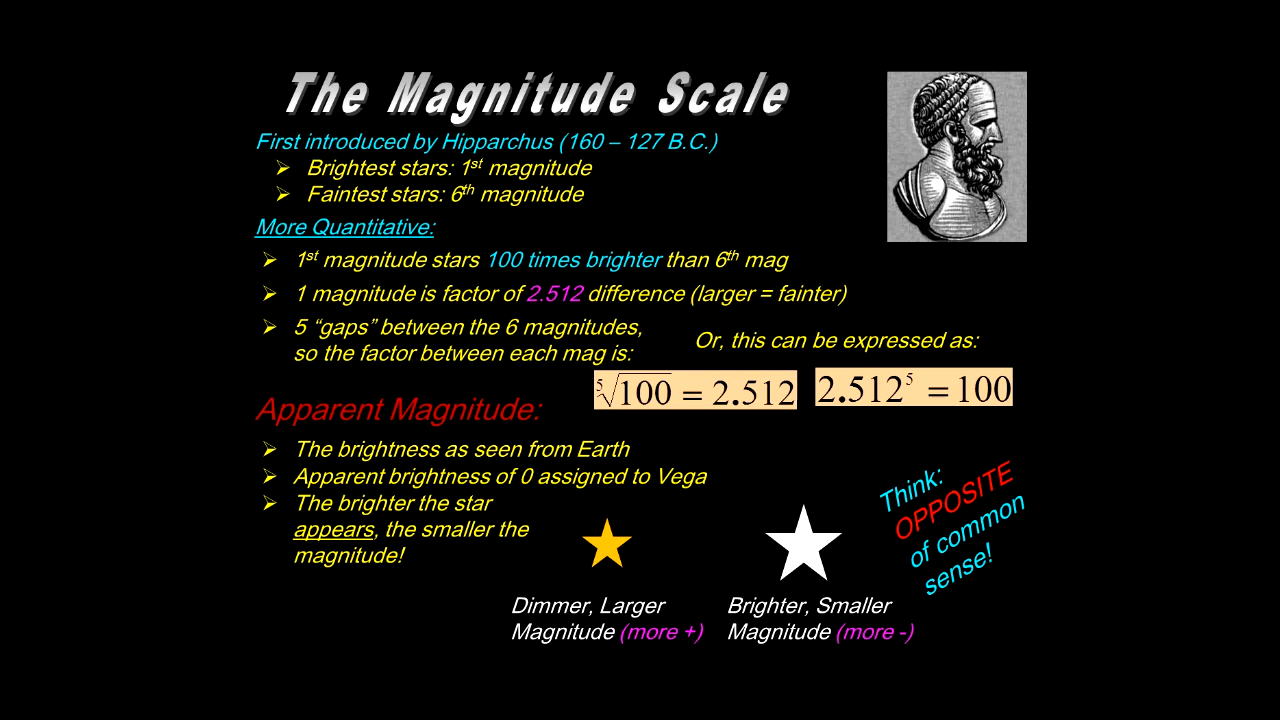 The Magnitude Scale
First introduced by Hipparchus (160 – 127 B.C.)
➢ Brightest stars: 1st magnitude
➢ Faintest stars: 6th magnitude
More Quantitative:
➢ 1st magnitude stars 100 times brighter than 6th mag
➢ 1 magnitude is factor of 2.512 difference (larger = fainter)
➢ 5 “gaps” between the 6 magnitudes,
so the factor between each mag is:
Or, this can be expressed as:
⁵√100 = 2.512
2.512⁵ = 100
Apparent Magnitude:
➢ The brightness as seen from Earth
➢ Apparent brightness of 0 assigned to Vega
➢ The brighter the star
appears, the smaller the
magnitude!
Think:
OPPOSITE
of common
sense!
Dimmer, Larger
Magnitude (more +)
Brighter, Smaller
Magnitude (more -)